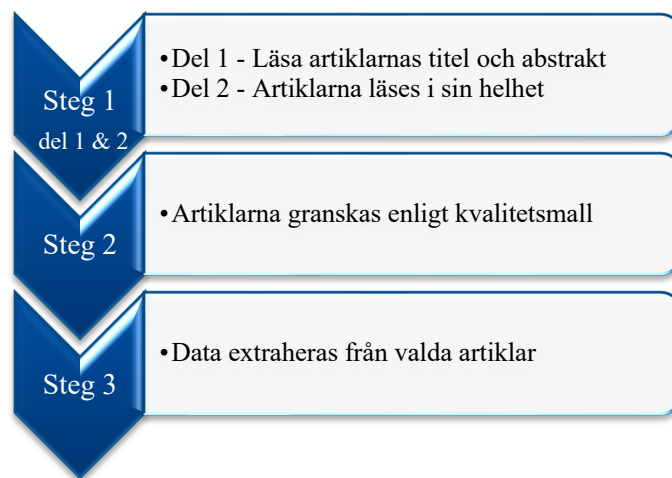 Steg 1
del 1 & 2
•Del 1 - Läsa artiklarnas titel och abstrakt
•Del 2 - Artiklarna läses i sin helhet
Steg 2
•Artiklarna granskas enligt kvalitetsmall
Steg 3
•Data extraheras från valda artiklar